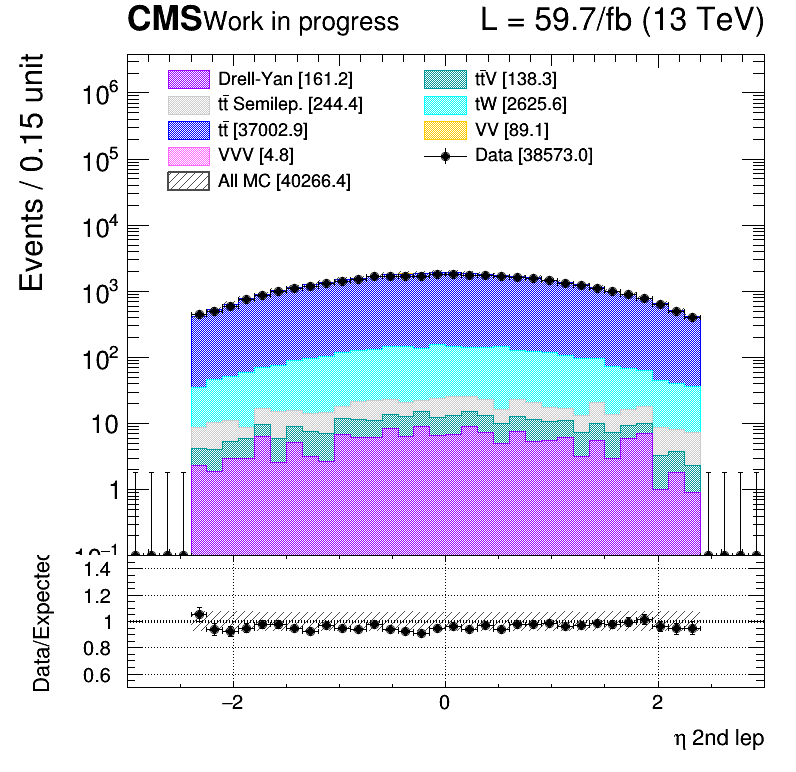 CMS Work in progress L = 59.7/fb (13 TeV)
Events / 0.15 unit
Drell-Yan [161.2] tt̄V [138.3]
tt̄ Semilep. [244.4] tW [2625.6]
tt̄ [37002.9] VV [89.1]
VVV [4.8] Data [38573.0]
All MC [40266.4]
10⁶
10⁵
10⁴
10³
10²
10
1
Data/Expected
1.4
1.2
1
0.8
0.6
−2 0 2
η 2nd lep